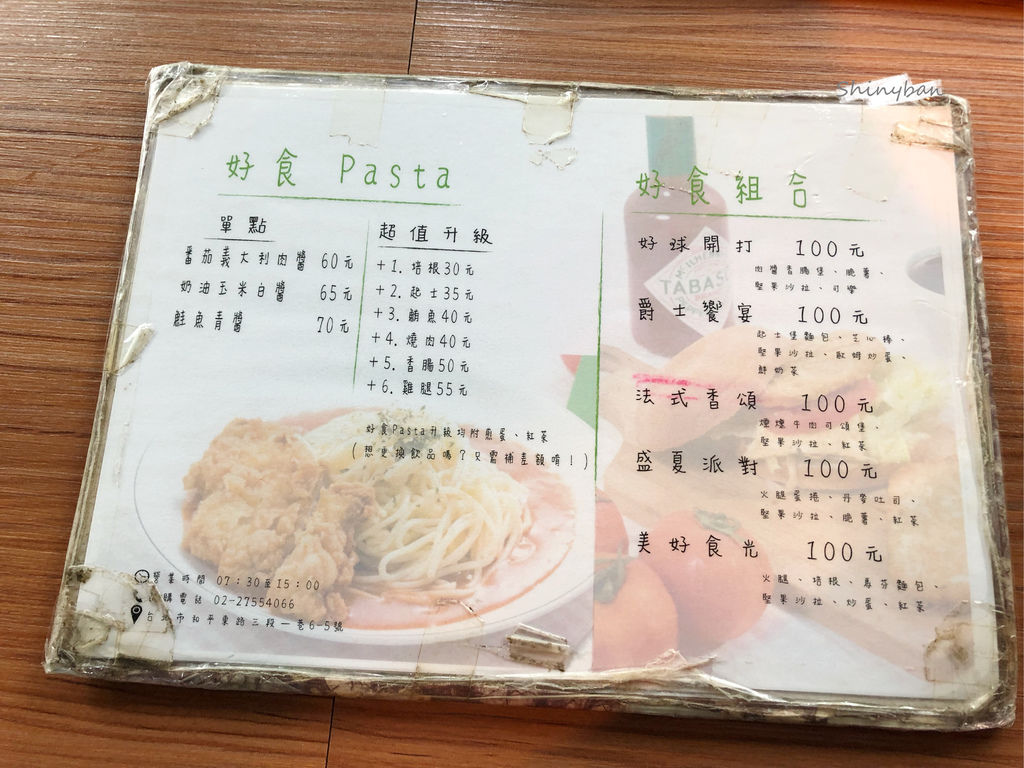 shinyban
好食 Pasta
單點
番茄義大利肉醬 60元
奶油玉米白醬 65元
鮭魚青醬 70元
超值升級
+1. 培根30元
+2. 起士35元
+3. 鮪魚40元
+4. 燒肉40元
+5. 香腸50元
+6. 雞腿55元
好食Pasta升級均附煎蛋、紅茶
(想更換飲品嗎?只需補差額唷!)
營業時間 07:30至15:00
購電話 02-27554066
台北市和平東路三段一巷6-5號
好食組合
好球開打 100元
肉醬香腸堡、脆薯、
堅果沙拉、可樂
爵士饗宴 100元
起士堡麵包、芝心棒、
堅果沙拉、歐姆炒蛋、
鮮奶茶
法式香頌 100元
燻燻牛肉可頌堡、
堅果沙拉、紅茶
盛夏派對 100元
火腿蛋捲、丹麥吐司、
堅果沙拉、脆薯、紅茶
美好食光 100元
火腿、培根、馬芬麵包、
堅果沙拉、炒蛋、紅茶
TABAS